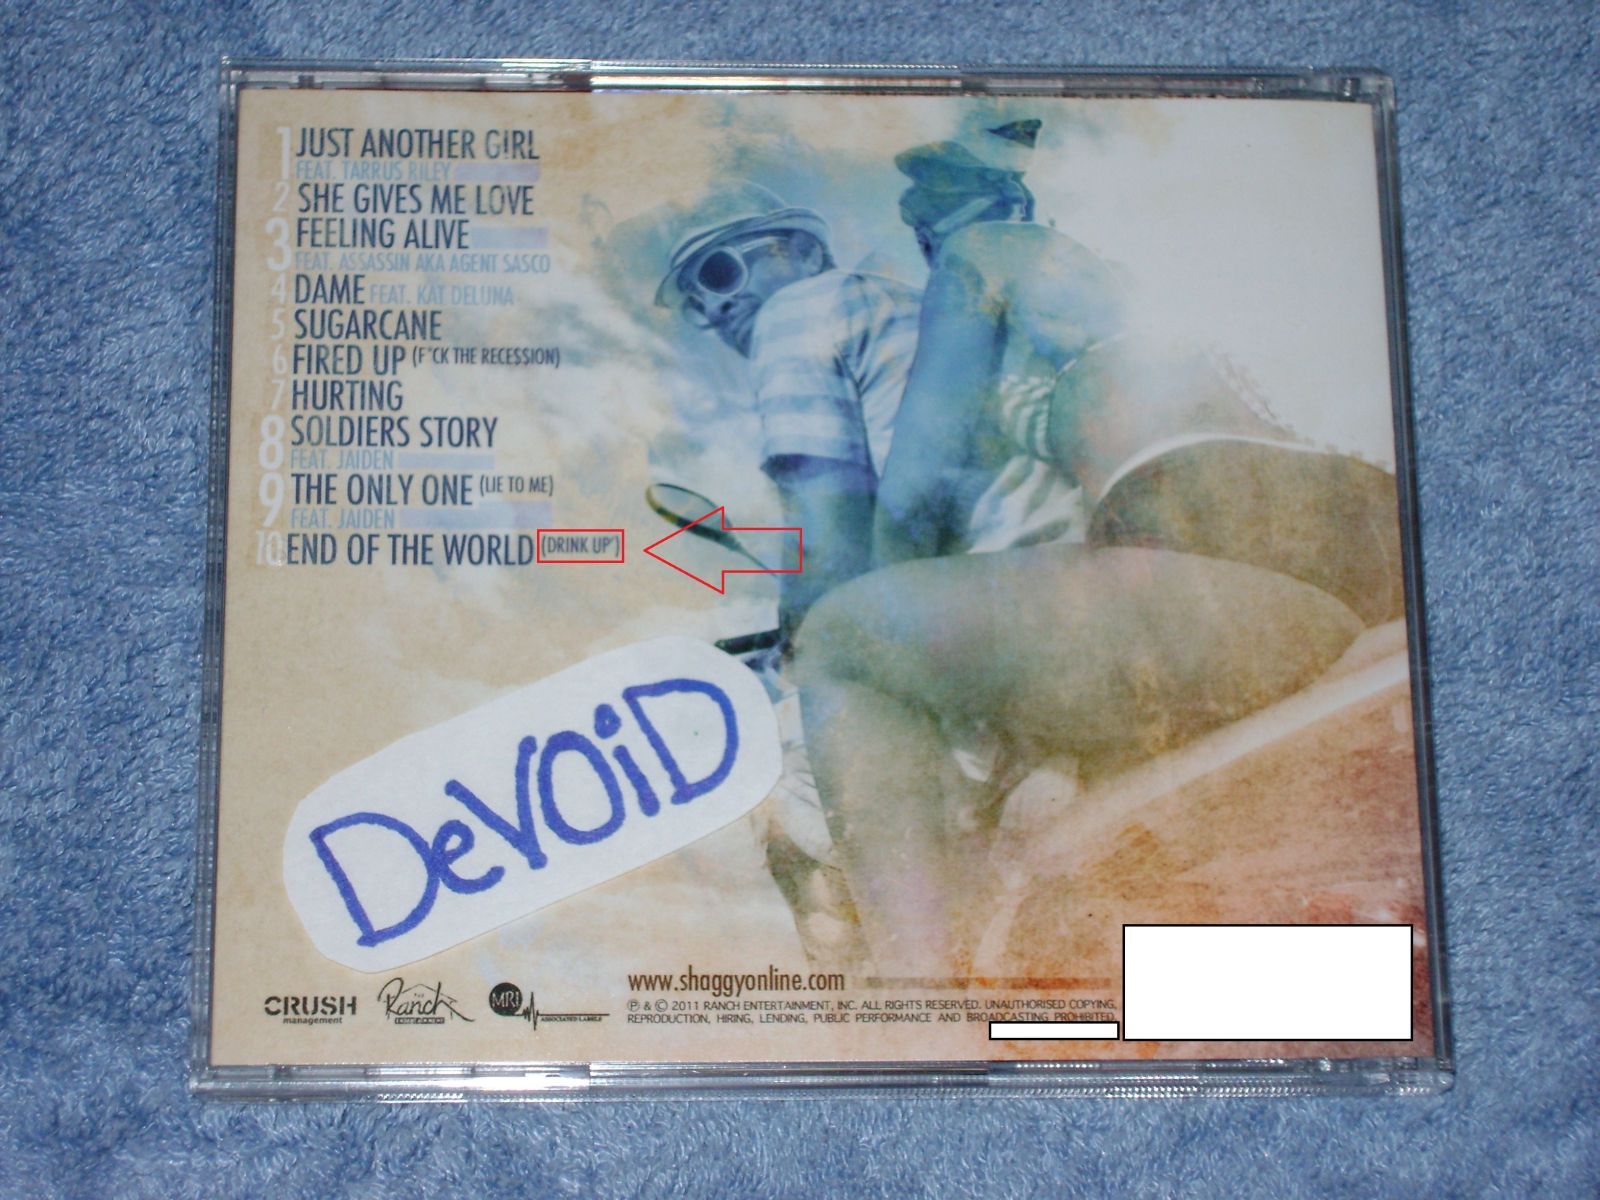 1 JUST ANOTHER GIRL
FEAT. TARRUS RILEY
2 SHE GIVES ME LOVE
3 FEELING ALIVE
FEAT. ASSASSIN AKA AGENT SASCO
4 DAME FEAT. KAT DELUNA
5 SUGARCANE
6 FIRED UP (F*CK THE RECESSION)
7 HURTING
8 SOLDIERS STORY
FEAT. JAIDEN
9 THE ONLY ONE (LIE TO ME)
FEAT. JAIDEN
10 END OF THE WORLD (DRINK UP')
DeVOiD
www.shaggyonline.com
CRUSH
management
THE
Ranch
MRI
ASSOCIATED LABELS
℗ & © 2011 RANCH ENTERTAINMENT, INC. ALL RIGHTS RESERVED. UNAUTHORISED COPYING,
REPRODUCTION, HIRING, LENDING, PUBLIC PERFORMANCE AND BROADCASTING PROHIBITED.